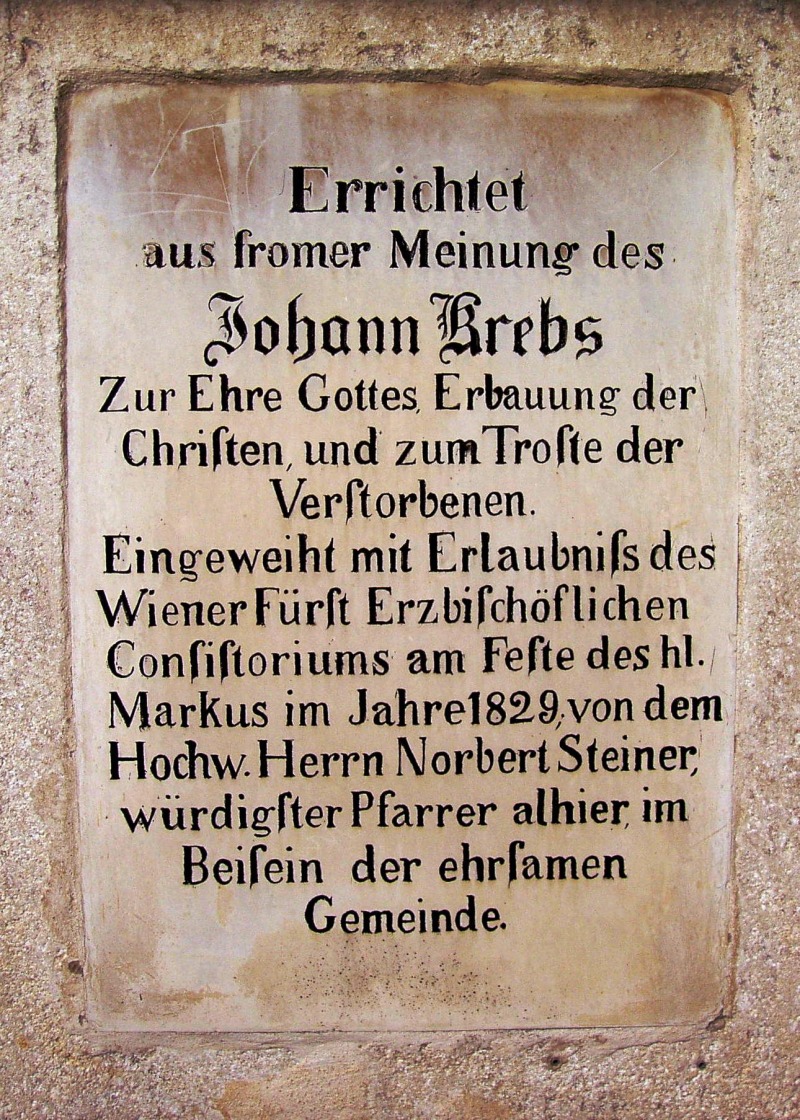 Errichtet
aus fromer Meinung des
Johann Krebs
Zur Ehre Gottes, Erbauung der
Chriſten, und zum Troſte der
Verſtorbenen.
Eingeweiht mit Erlaubniſs des
Wiener Fürſt Erzbiſchöflichen
Conſiſtoriums am Feſte des hl.
Markus im Jahre 1829, von dem
Hochw. Herrn Norbert Steiner,
würdigſter Pfarrer alhier, im
Beiſein der ehrſamen
Gemeinde.